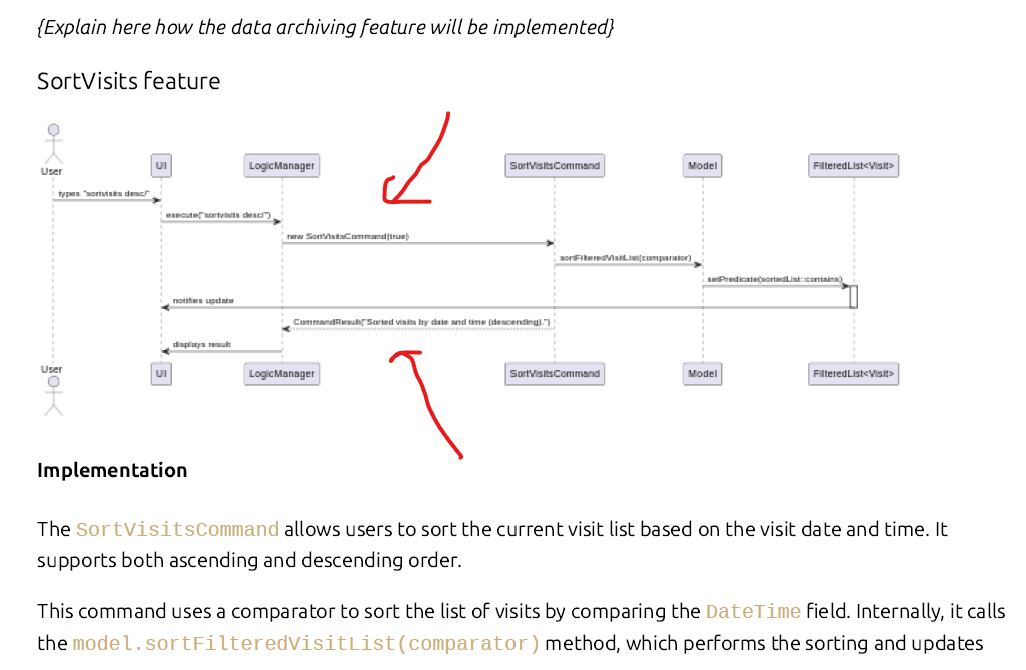 {Explain here how the data archiving feature will be implemented}
SortVisits feature
User
UI
LogicManager
SortVisitsCommand
Model
FilteredList<Visit>
types "sortvisits desc/"
execute("sortvisits desc/")
new SortVisitsCommand(true)
sortFilteredVisitList(comparator)
setPredicate(sortedList::contains)
notifies update
CommandResult("Sorted visits by date and time (descending).")
displays result
User
UI
LogicManager
SortVisitsCommand
Model
FilteredList<Visit>
Implementation
The SortVisitsCommand allows users to sort the current visit list based on the visit date and time. It
supports both ascending and descending order.
This command uses a comparator to sort the list of visits by comparing the DateTime field. Internally, it calls
the model.sortFilteredVisitList(comparator) method, which performs the sorting and updates